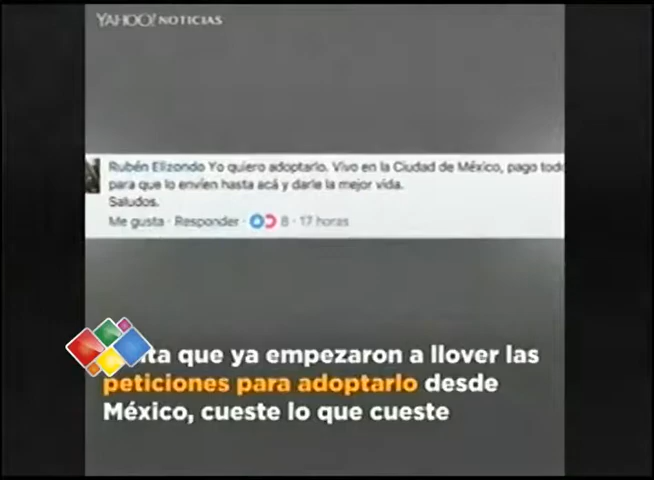 YAHOO! NOTICIAS
Rubén Elizondo Yo quiero adoptarlo. Vivo en la Ciudad de México, pago
para que lo envíen hasta acá y darle la mejor vida.
Saludos.
Me gusta · Responder · 8 · 17 horas
que ya empezaron a llover las
peticiones para adoptarlo desde
México, cueste lo que cueste